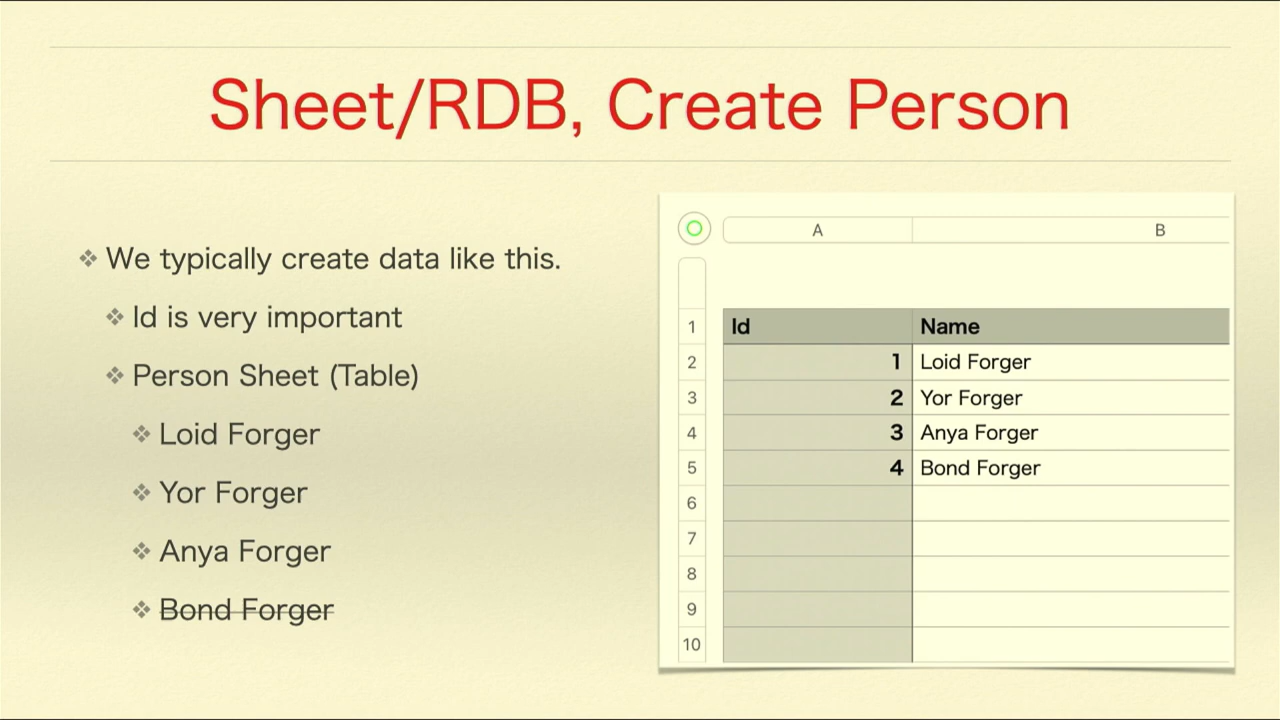 Sheet/RDB, Create Person
We typically create data like this.
Id is very important
Person Sheet (Table)
Loid Forger
Yor Forger
Anya Forger
Bond Forger
A B
1 Id Name
2 1 Loid Forger
3 2 Yor Forger
4 3 Anya Forger
5 4 Bond Forger
6
7
8
9
10